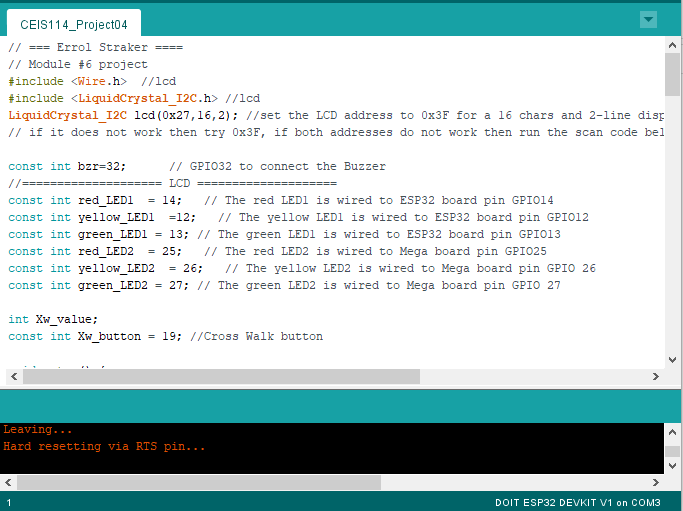 CEIS114_Project04
// === Errol Straker ====
// Module #6 project
#include <Wire.h>  //lcd
#include <LiquidCrystal_I2C.h> //lcd
LiquidCrystal_I2C lcd(0x27,16,2); //set the LCD address to 0x3F for a 16 chars and 2-line disp
// if it does not work then try 0x3F, if both addresses do not work then run the scan code bel
const int bzr=32;      // GPIO32 to connect the Buzzer
//==================== LCD ====================
const int red_LED1  = 14;   // The red LED1 is wired to ESP32 board pin GPIO14
const int yellow_LED1  =12;   // The yellow LED1 is wired to ESP32 board pin GPIO12
const int green_LED1 = 13; // The green LED1 is wired to ESP32 board pin GPIO13
const int red_LED2  = 25;   // The red LED2 is wired to Mega board pin GPIO25
const int yellow_LED2  = 26;   // The yellow LED2 is wired to Mega board pin GPIO 26
const int green_LED2 = 27; // The green LED2 is wired to Mega board pin GPIO 27
int Xw_value;
const int Xw_button = 19; //Cross Walk button
Leaving...
Hard resetting via RTS pin...
1
DOIT ESP32 DEVKIT V1 on COM3